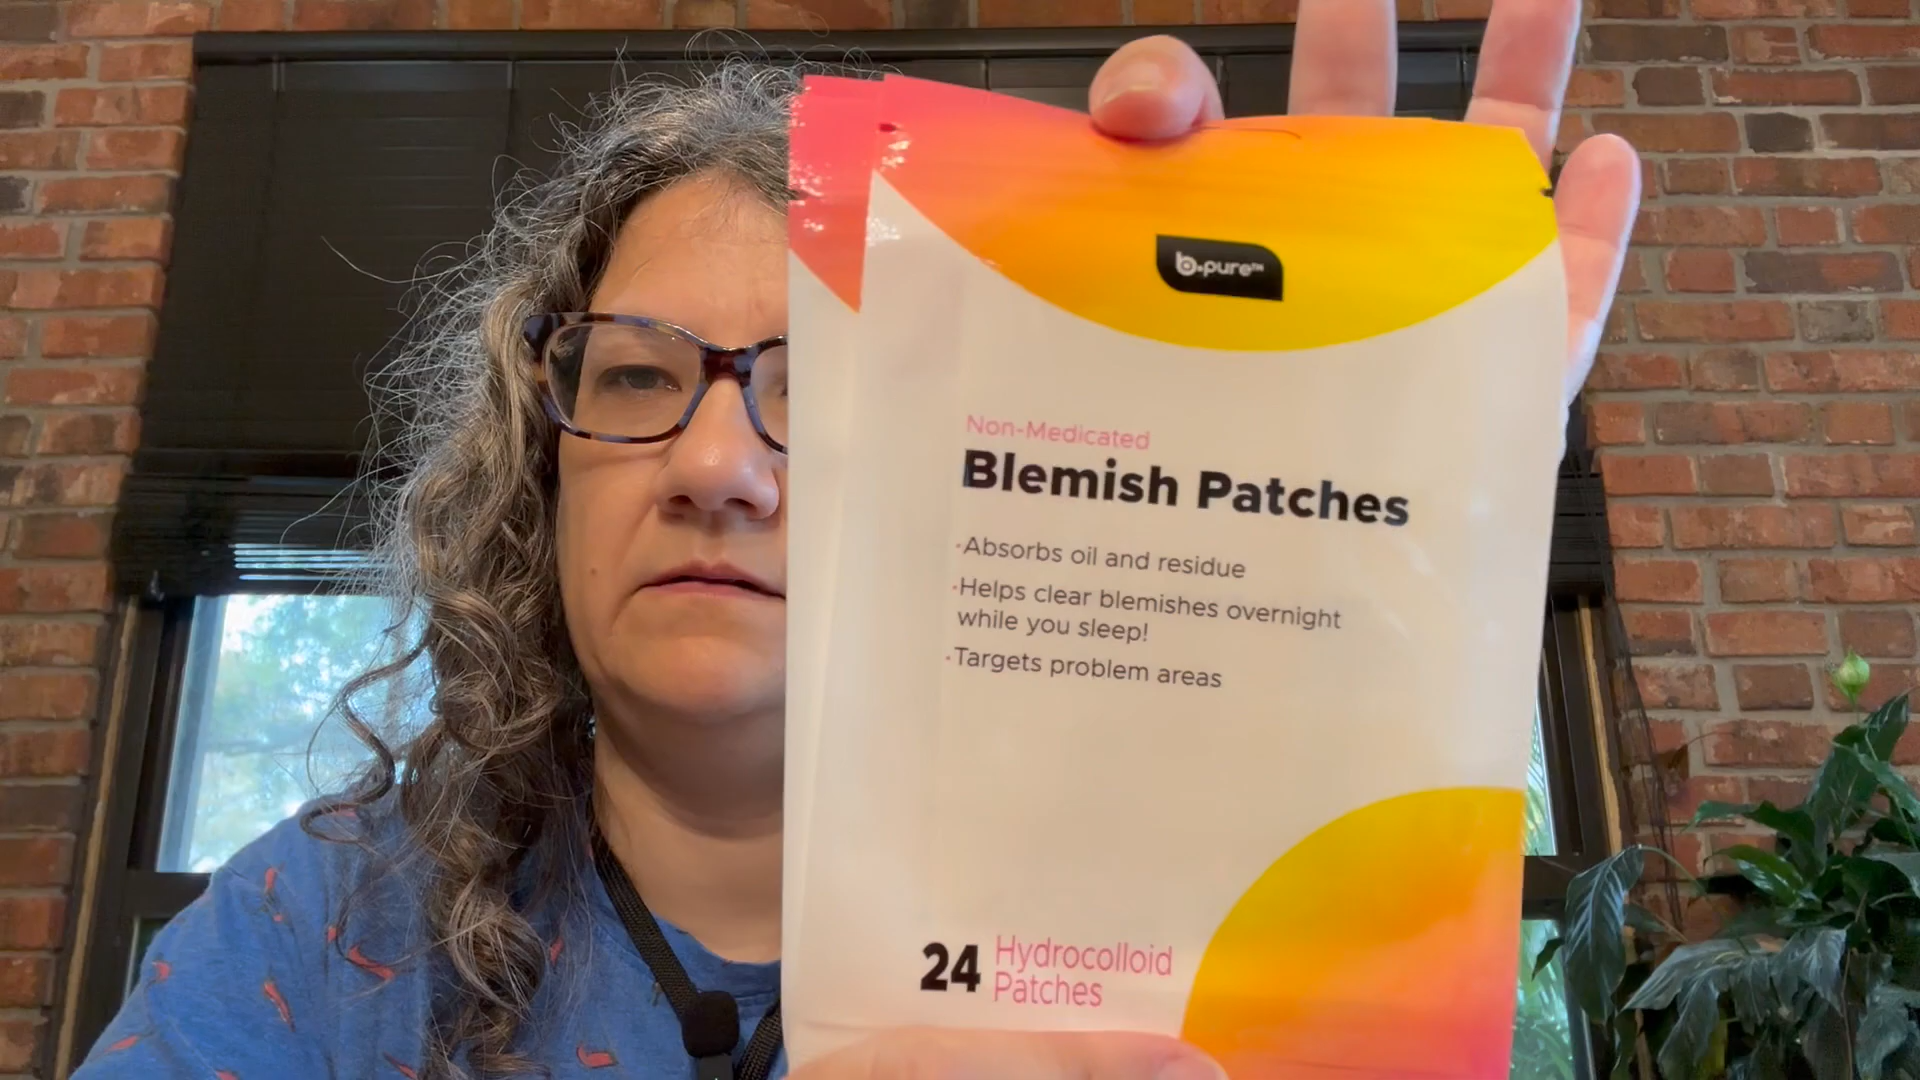 b.pure™
Non-Medicated
Blemish Patches
·Absorbs oil and residue
·Helps clear blemishes overnight
while you sleep!
·Targets problem areas
24 Hydrocolloid
Patches